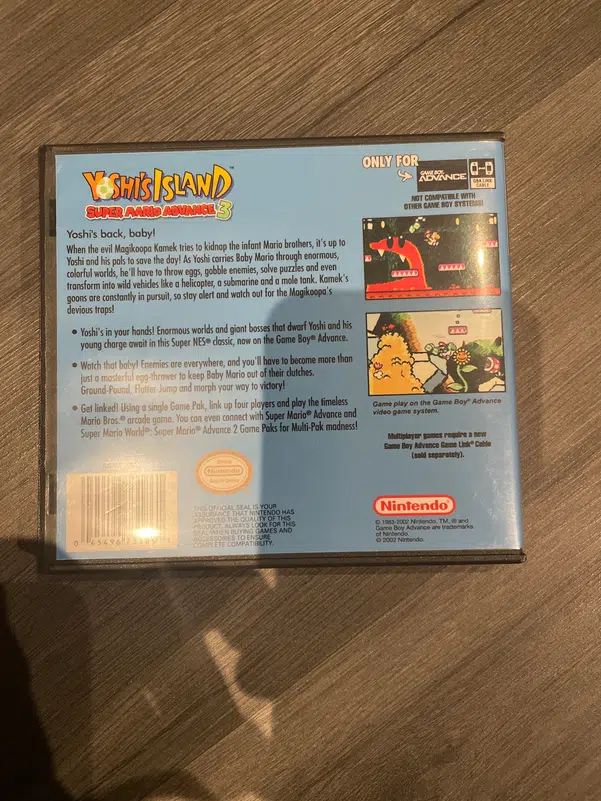 YOSHI'S ISLAND™
SUPER MARIO ADVANCE 3
Yoshi's back, baby!
When the evil Magikoopa Kamek tries to kidnap the infant Mario brothers, it's up to
Yoshi and his pals to save the day! As Yoshi carries Baby Mario through enormous,
colorful worlds, he'll have to throw eggs, gobble enemies, solve puzzles and even
transform into wild vehicles like a helicopter, a submarine and a mole tank. Kamek's
goons are constantly in pursuit, so stay alert and watch out for the Magikoopa's
devious traps!
• Yoshi's in your hands! Enormous worlds and giant bosses that dwarf Yoshi and his
young charge await in this Super NES® classic, now on the Game Boy® Advance.
• Watch that baby! Enemies are everywhere, and you'll have to become more than
just a masterful egg-thrower to keep Baby Mario out of their clutches.
Ground-Pound, Flutter-Jump and morph your way to victory!
• Get linked! Using a single Game Pak, link up four players and play the timeless
Mario Bros.® arcade game. You can even connect with Super Mario® Advance and
Super Mario World®: Super Mario® Advance 2 Game Paks for Multi-Pak madness!
ONLY FOR
GAME BOY
ADVANCE
GBA LINK
CABLE
NOT COMPATIBLE WITH
OTHER GAME BOY SYSTEMS!
Game play on the Game Boy® Advance
video game system.
Multiplayer games require a new
Game Boy Advance Game Link® Cable
(sold separately).
Nintendo
THIS OFFICIAL SEAL IS YOUR
ASSURANCE THAT NINTENDO HAS
APPROVED THE QUALITY OF THIS
PRODUCT. ALWAYS LOOK FOR THIS
SEAL WHEN BUYING GAMES AND
ACCESSORIES TO ENSURE
COMPLETE COMPATIBILITY.
Nintendo®
© 1983-2002 Nintendo. TM, ® and
Game Boy Advance are trademarks
of Nintendo.
© 2002 Nintendo.